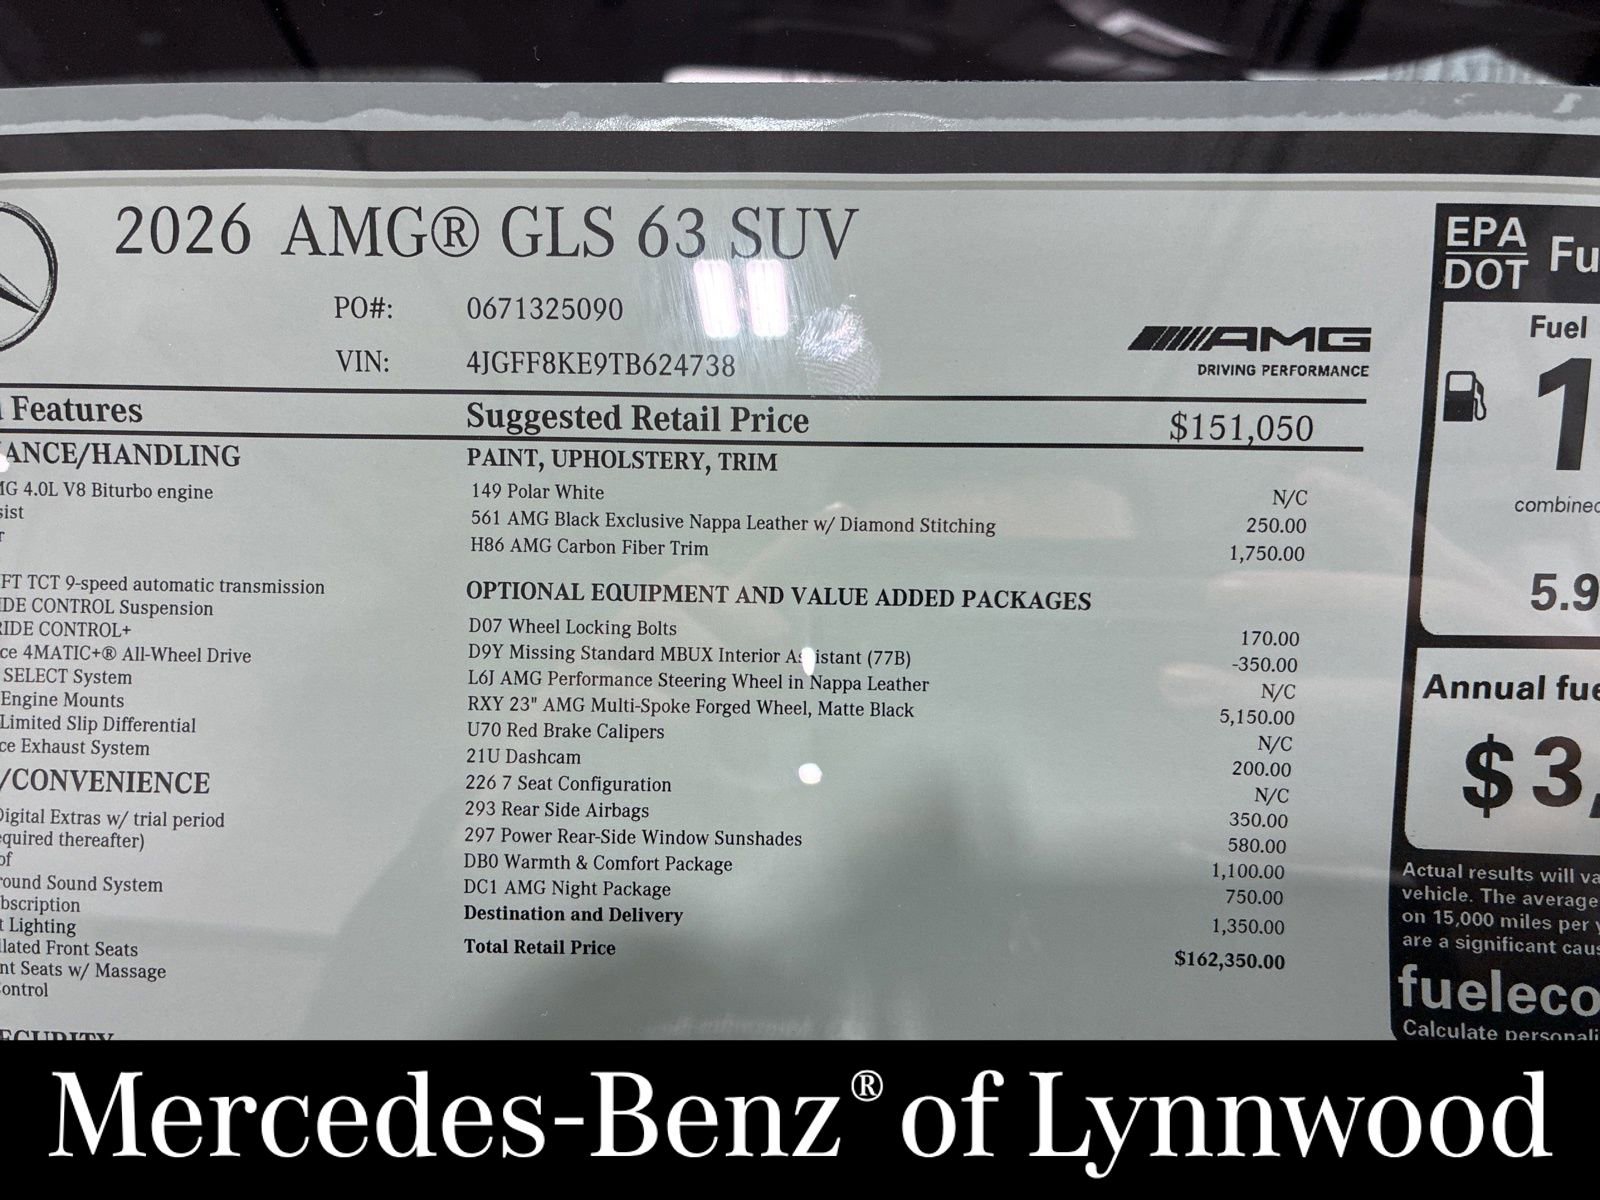 2026 AMG® GLS 63 SUV
PO#: 0671325090
VIN: 4JGFF8KE9TB624738
AMG
DRIVING PERFORMANCE
Features
Suggested Retail Price $151,050
ANCE/HANDLING
MG 4.0L V8 Biturbo engine
sist
r
FT TCT 9-speed automatic transmission
IDE CONTROL Suspension
RIDE CONTROL+
ce 4MATIC+® All-Wheel Drive
SELECT System
Engine Mounts
Limited Slip Differential
ce Exhaust System
/CONVENIENCE
Digital Extras w/ trial period
equired thereafter)
of
round Sound System
bscription
t Lighting
ilated Front Seats
nt Seats w/ Massage
Control
ECURITY
PAINT, UPHOLSTERY, TRIM
149 Polar White N/C
561 AMG Black Exclusive Nappa Leather w/ Diamond Stitching 250.00
H86 AMG Carbon Fiber Trim 1,750.00
OPTIONAL EQUIPMENT AND VALUE ADDED PACKAGES
D07 Wheel Locking Bolts 170.00
D9Y Missing Standard MBUX Interior Assistant (77B) -350.00
L6J AMG Performance Steering Wheel in Nappa Leather N/C
RXY 23" AMG Multi-Spoke Forged Wheel, Matte Black 5,150.00
U70 Red Brake Calipers N/C
21U Dashcam 200.00
226 7 Seat Configuration N/C
293 Rear Side Airbags 350.00
297 Power Rear-Side Window Sunshades 580.00
DB0 Warmth & Comfort Package 1,100.00
DC1 AMG Night Package 750.00
Destination and Delivery 1,350.00
Total Retail Price $162,350.00
EPA
DOT
Fu
Fuel
1
combined
5.9
Annual fue
$3,
Actual results will va
vehicle. The average
on 15,000 miles per y
are a significant caus
fueleco
Calculate personali
Mercedes-Benz® of Lynnwood